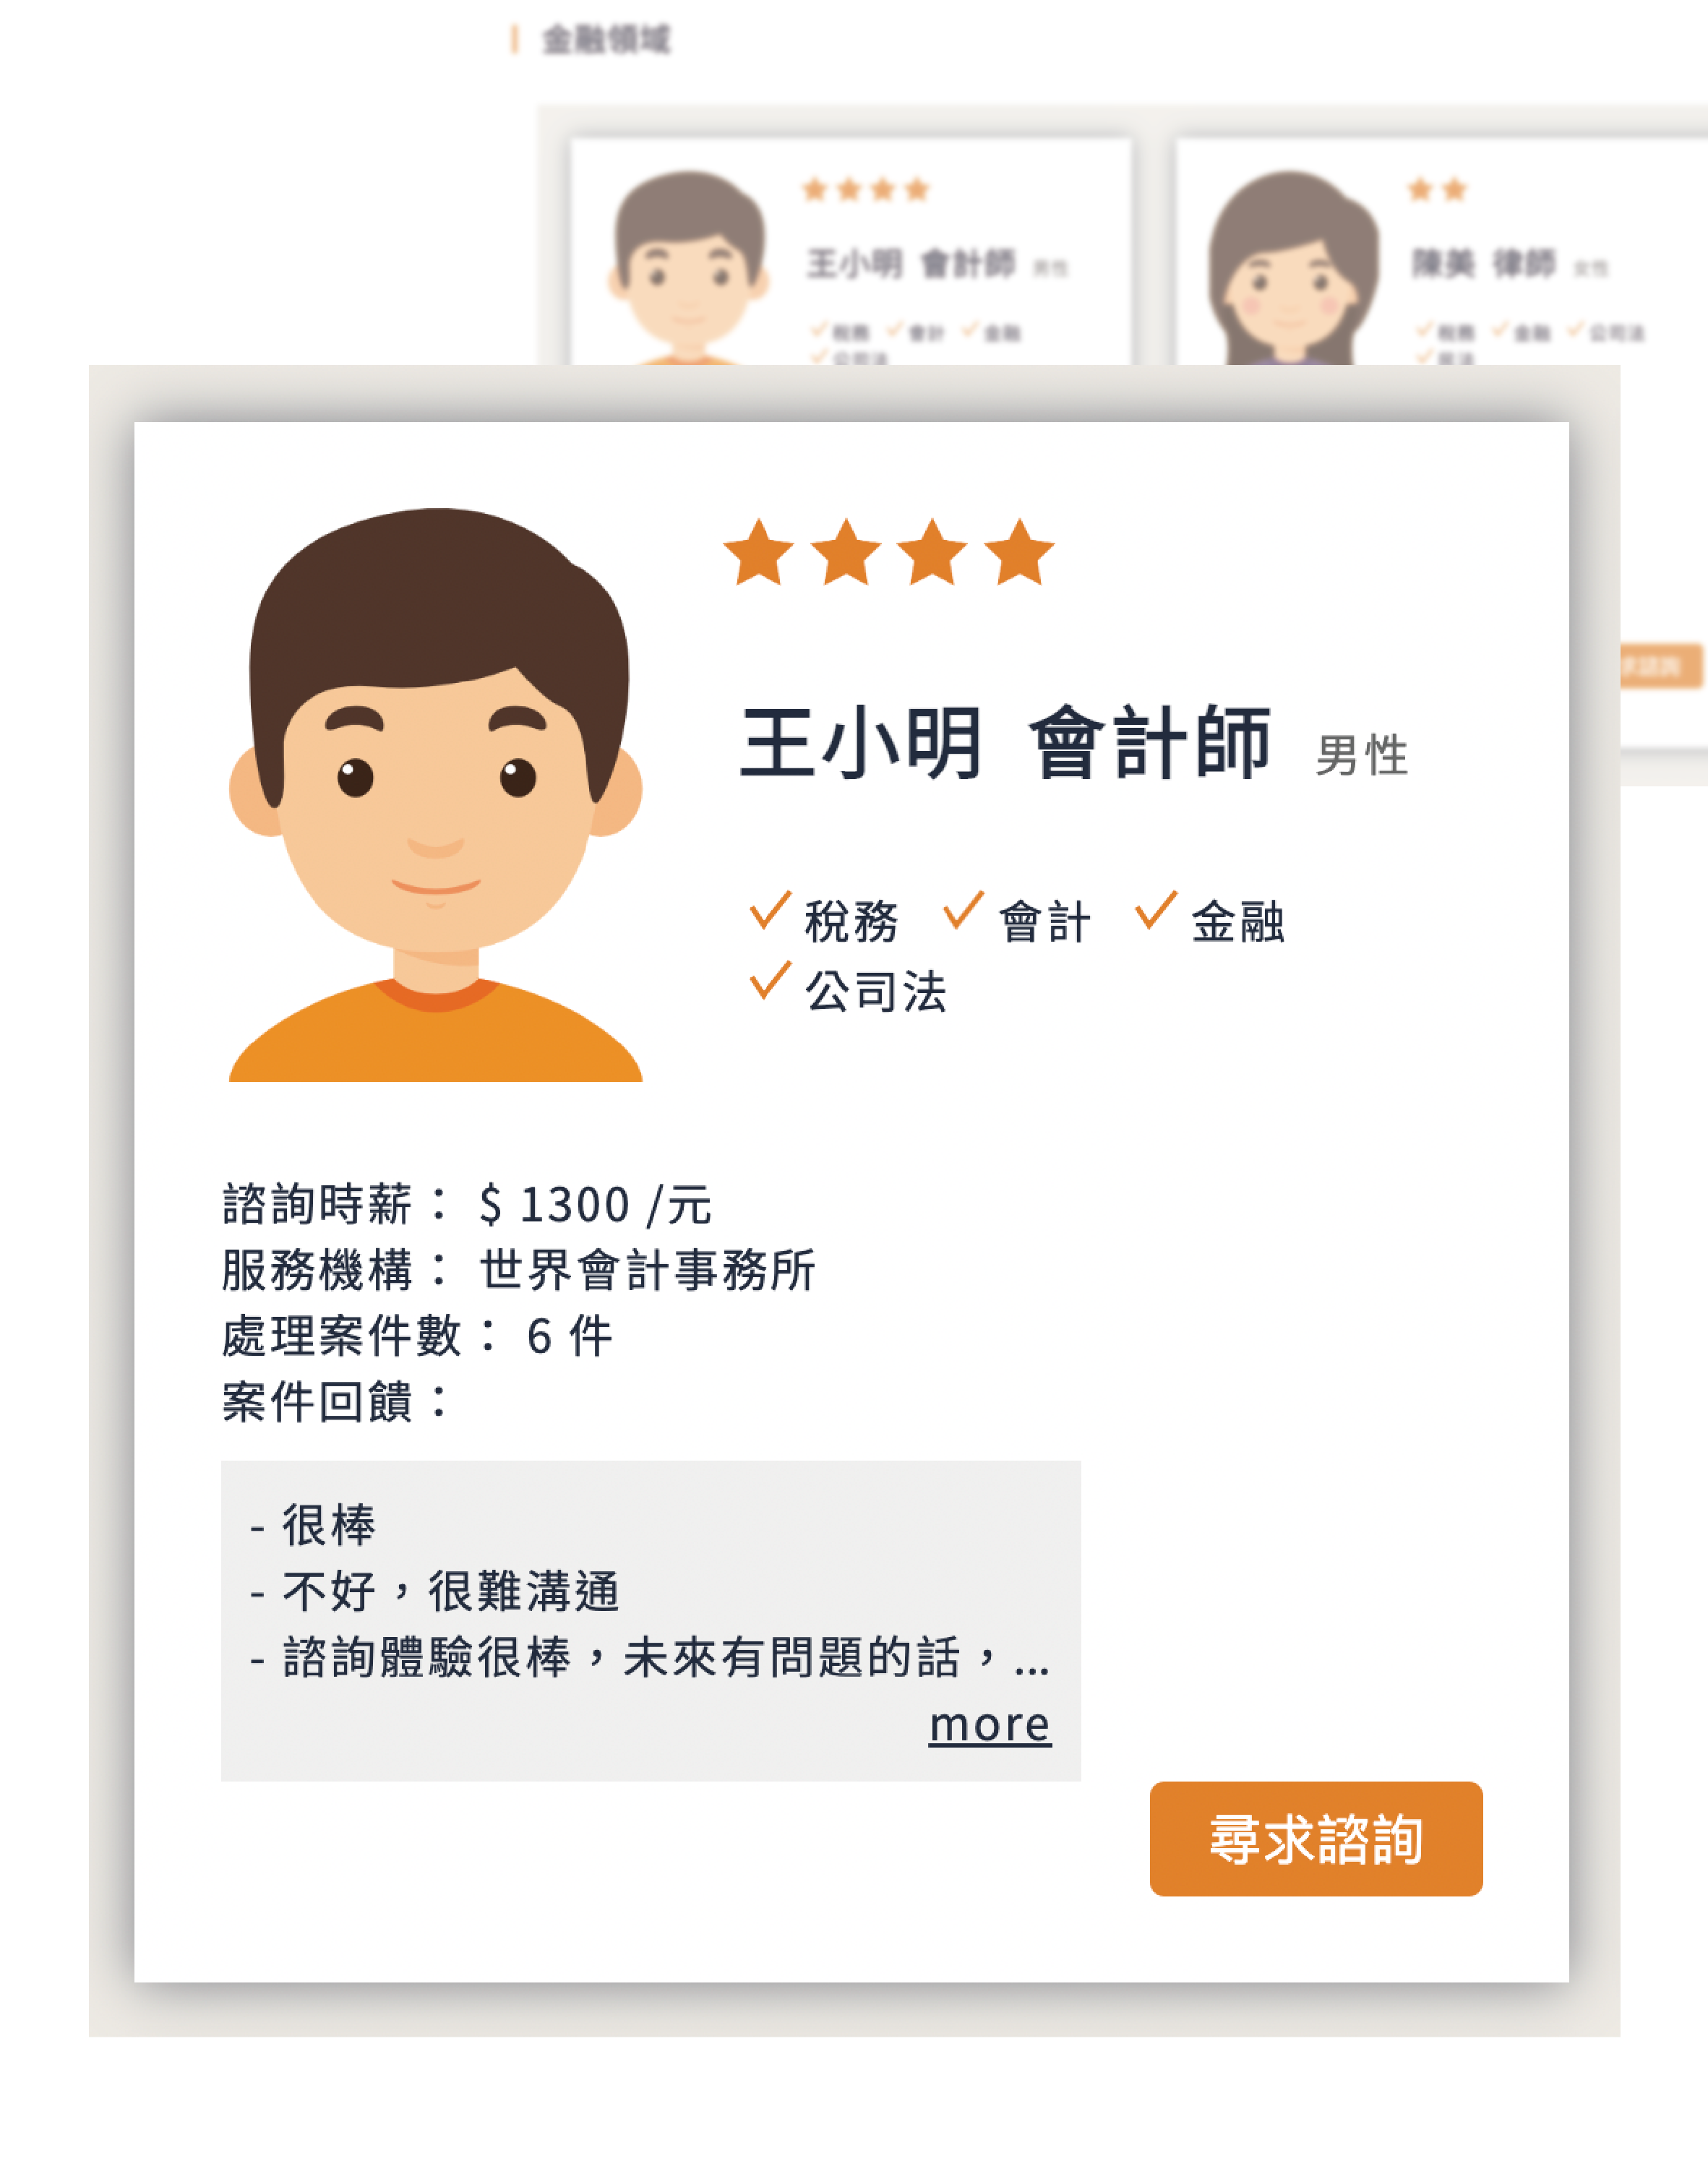 金融領域
王小明 會計師 男性
稅務 會計 金融
公司法
陳美 律師 女性
稅務 金融 公司法
民法
求諮詢
王小明 會計師 男性
稅務 會計 金融
公司法
諮詢時薪： $ 1300 /元
服務機構： 世界會計事務所
處理案件數： 6 件
案件回饋：
- 很棒
- 不好，很難溝通
- 諮詢體驗很棒，未來有問題的話，...
more
尋求諮詢